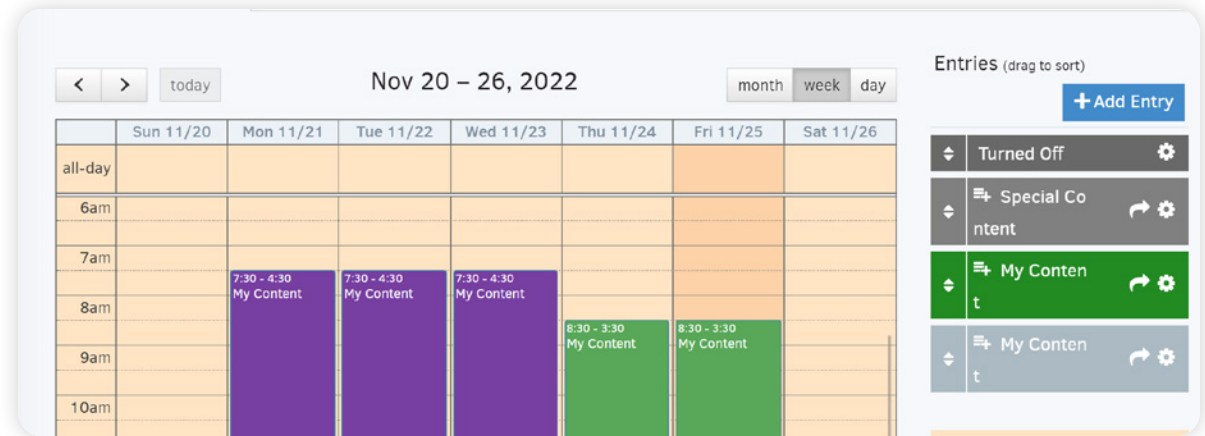 today
Nov 20 – 26, 2022
month week day
Sun 11/20 Mon 11/21 Tue 11/22 Wed 11/23 Thu 11/24 Fri 11/25 Sat 11/26
all-day
6am
7am
7:30 - 4:30 7:30 - 4:30 7:30 - 4:30
My Content My Content My Content
8am
8:30 - 3:30 8:30 - 3:30
My Content My Content
9am
10am
Entries (drag to sort)
+Add Entry
Turned Off
Special Co
ntent
My Conten
t
My Conten
t